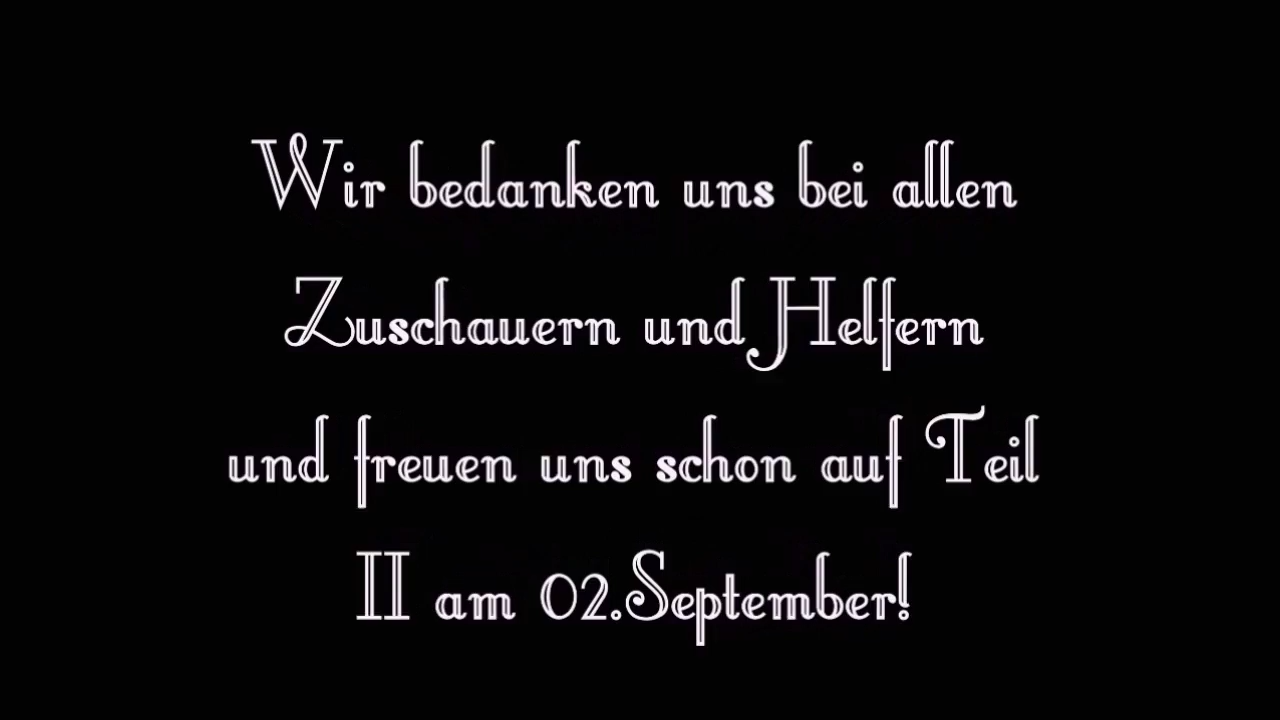 Wir bedanken uns bei allen
Zuschauern und Helfern
und freuen uns schon auf Teil
II am 02.September!